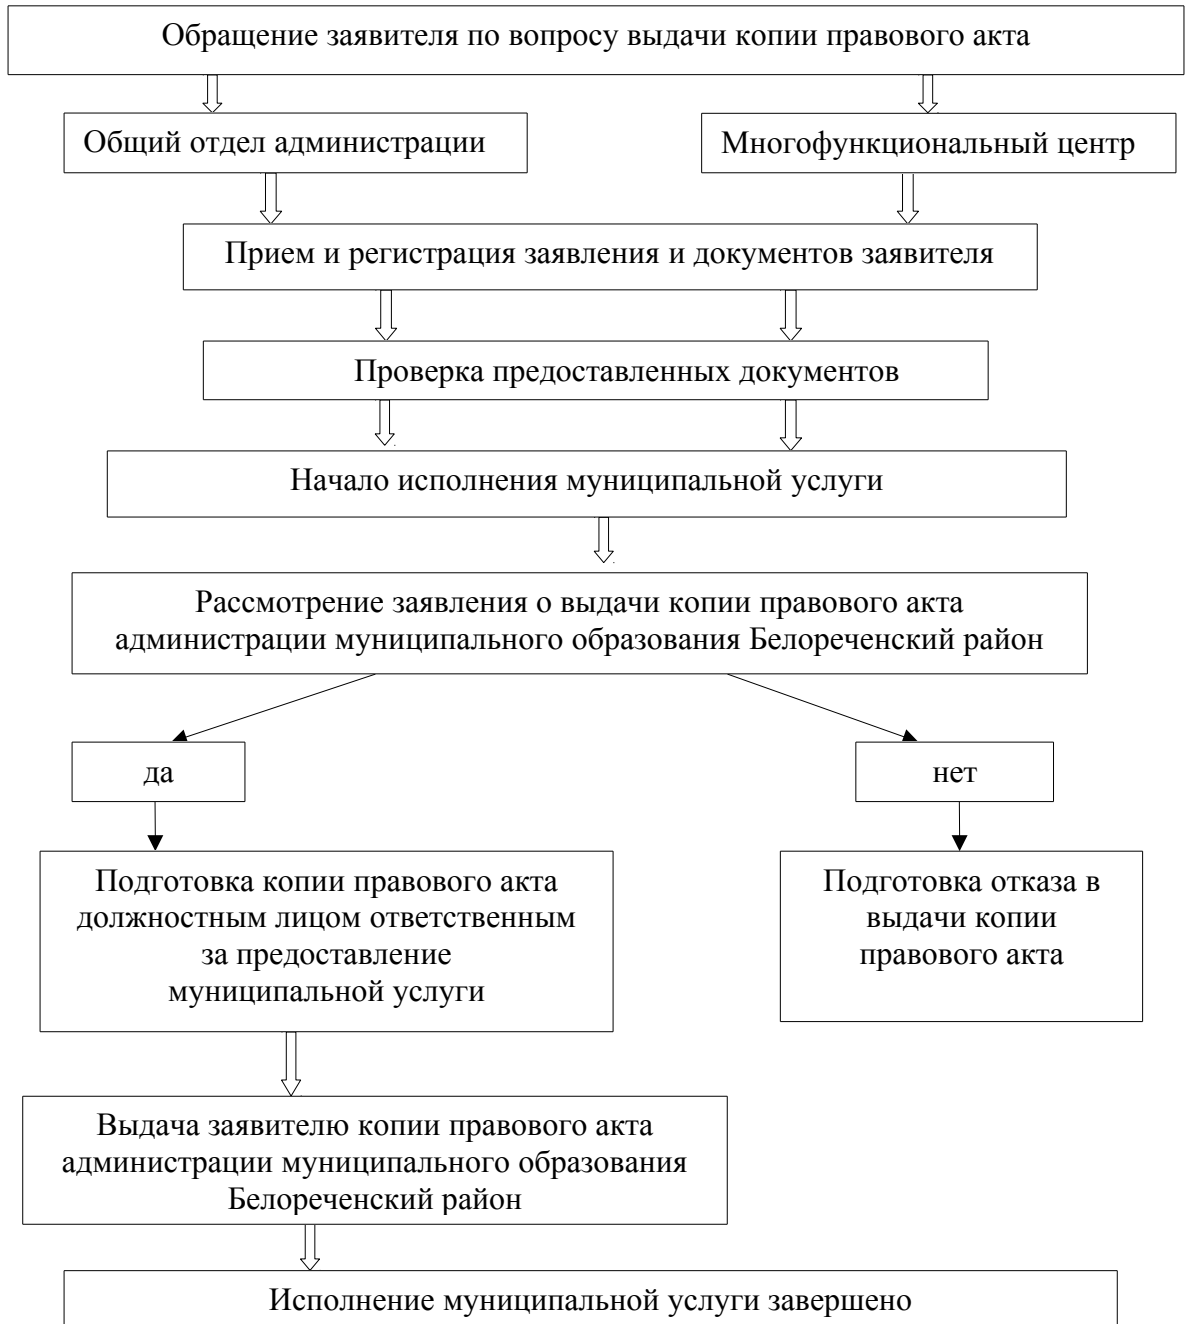 Обращение заявителя по вопросу выдачи копии правового акта
Общий отдел администрации
Многофункциональный центр
Прием и регистрация заявления и документов заявителя
Проверка предоставленных документов
Начало исполнения муниципальной услуги
Рассмотрение заявления о выдачи копии правового акта
администрации муниципального образования Белореченский район
да
нет
Подготовка копии правового акта
должностным лицом ответственным
за предоставление
муниципальной услуги
Подготовка отказа в
выдачи копии
правового акта
Выдача заявителю копии правового акта
администрации муниципального образования
Белореченский район
Исполнение муниципальной услуги завершено